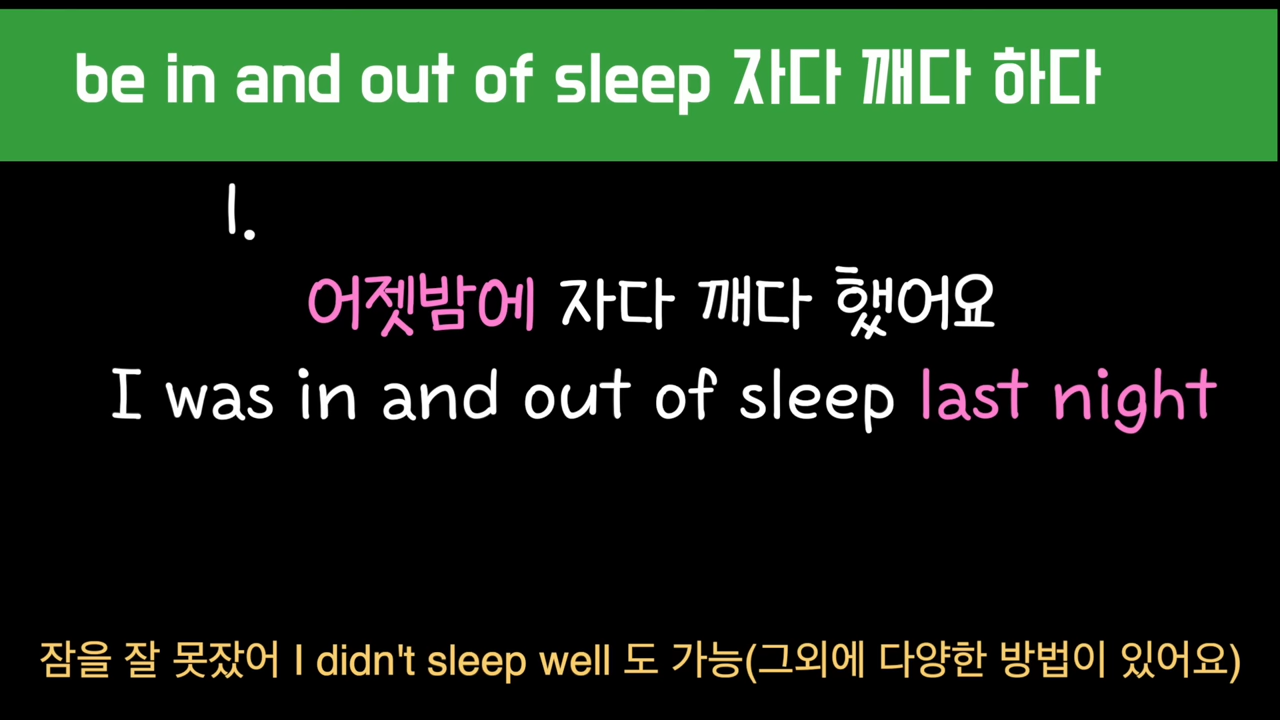 be in and out of sleep 자다 깨다 하다
1.
어젯밤에 자다 깨다 했어요
I was in and out of sleep last night
잠을 잘 못잤어 I didn't sleep well 도 가능(그외에 다양한 방법이 있어요)